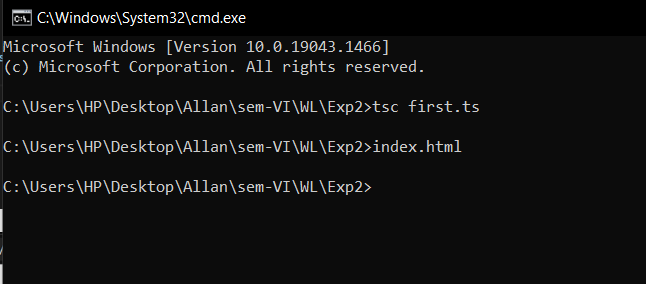 C:\Windows\System32\cmd.exe
Microsoft Windows [Version 10.0.19043.1466]
(c) Microsoft Corporation. All rights reserved.
C:\Users\HP\Desktop\Allan\sem-VI\WL\Exp2>tsc first.ts
C:\Users\HP\Desktop\Allan\sem-VI\WL\Exp2>index.html
C:\Users\HP\Desktop\Allan\sem-VI\WL\Exp2>